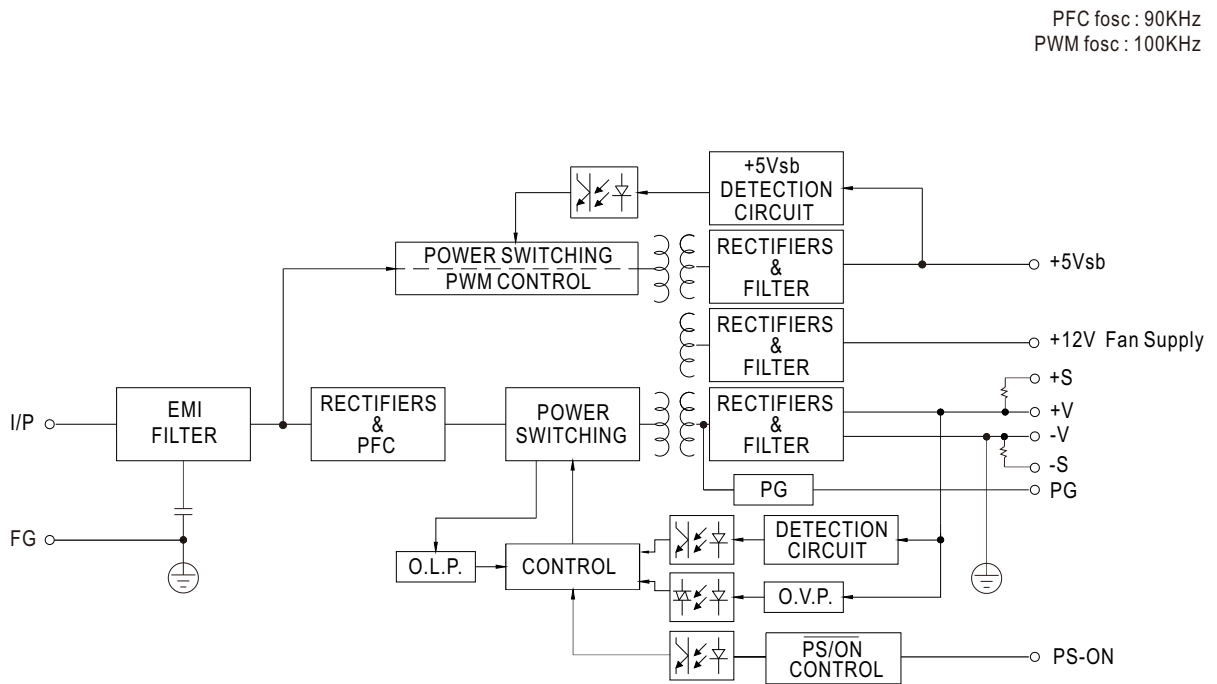 PFC fosc : 90KHz
PWM fosc : 100KHz
+5Vsb
DETECTION
CIRCUIT
POWER SWITCHING
PWM CONTROL
RECTIFIERS
&
FILTER
+5Vsb
RECTIFIERS
&
FILTER
+12V Fan Supply
I/P
EMI
FILTER
RECTIFIERS
&
PFC
POWER
SWITCHING
RECTIFIERS
&
FILTER
+S
+V
-V
-S
PG
PG
FG
O.L.P.
CONTROL
DETECTION
CIRCUIT
O.V.P.
PS/ON
CONTROL
PS-ON